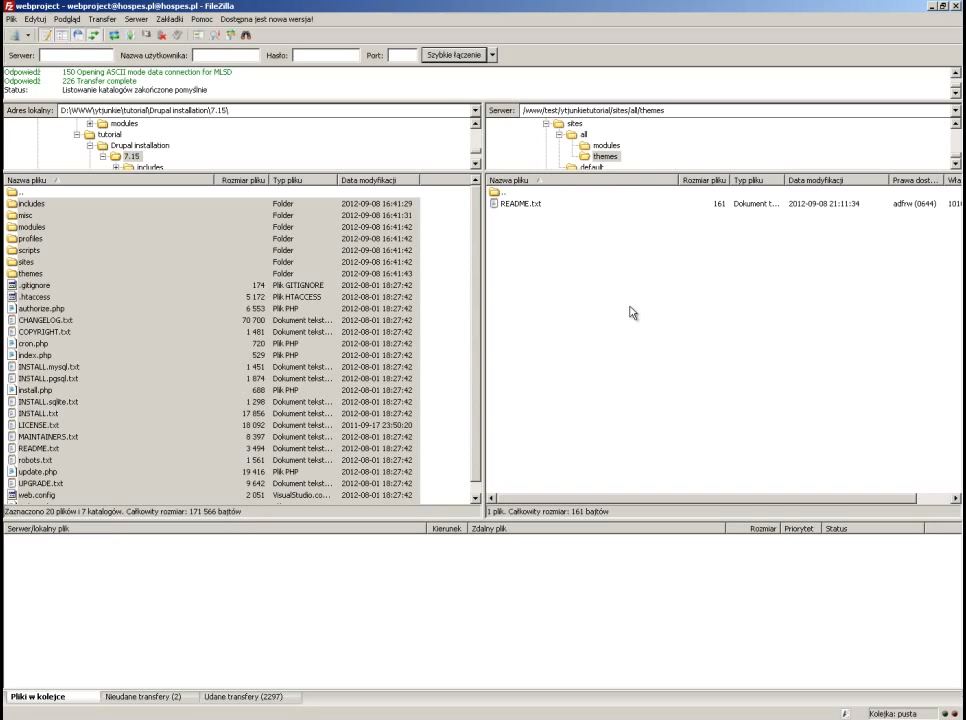 webproject - webproject@hospes.pl@hospes.pl - FileZilla
Plik Edytuj Podgląd Transfer Serwer Zakładki Pomoc Dostępna jest nowa wersja!
Serwer: Nazwa użytkownika: Hasło: Port: Szybkie łączenie
Odpowiedź: 150 Opening ASCII mode data connection for MLSD
Odpowiedź: 226 Transfer complete
Status: Listowanie katalogów zakończone pomyślnie
Adres lokalny: D:\WWW\ytjunkie\tutorial\Drupal installation\7.15\
modules
tutorial
Drupal installation
7.15
includes
Serwer: /www/test/ytjunkietutorial/sites/all/themes
sites
all
modules
themes
default
Nazwa pliku / Rozmiar pliku Typ pliku Data modyfikacji
..
includes Folder 2012-09-08 16:41:29
misc Folder 2012-09-08 16:41:31
modules Folder 2012-09-08 16:41:42
profiles Folder 2012-09-08 16:41:42
scripts Folder 2012-09-08 16:41:42
sites Folder 2012-09-08 16:41:42
themes Folder 2012-09-08 16:41:43
.gitignore 174 Plik GITIGNORE 2012-08-01 18:27:42
.htaccess 5 172 Plik HTACCESS 2012-08-01 18:27:42
authorize.php 6 553 Plik PHP 2012-08-01 18:27:42
CHANGELOG.txt 70 700 Dokument tekst... 2012-08-01 18:27:42
COPYRIGHT.txt 1 481 Dokument tekst... 2012-08-01 18:27:42
cron.php 720 Plik PHP 2012-08-01 18:27:42
index.php 529 Plik PHP 2012-08-01 18:27:42
INSTALL.mysql.txt 1 451 Dokument tekst... 2012-08-01 18:27:42
INSTALL.pgsql.txt 1 874 Dokument tekst... 2012-08-01 18:27:42
install.php 688 Plik PHP 2012-08-01 18:27:42
INSTALL.sqlite.txt 1 298 Dokument tekst... 2012-08-01 18:27:42
INSTALL.txt 17 856 Dokument tekst... 2012-08-01 18:27:42
LICENSE.txt 18 092 Dokument tekst... 2011-09-17 23:50:20
MAINTAINERS.txt 8 397 Dokument tekst... 2012-08-01 18:27:42
README.txt 3 494 Dokument tekst... 2012-08-01 18:27:42
robots.txt 1 561 Dokument tekst... 2012-08-01 18:27:42
update.php 19 416 Plik PHP 2012-08-01 18:27:42
UPGRADE.txt 9 642 Dokument tekst... 2012-08-01 18:27:42
web.config 2 051 VisualStudio.co... 2012-08-01 18:27:42
Zaznaczono 20 plików i 7 katalogów. Całkowity rozmiar: 171 566 bajtów
Nazwa pliku / Rozmiar pliku Typ pliku Data modyfikacji Prawa dost... Wła
..
README.txt 161 Dokument t... 2012-09-08 21:11:34 adfrw (0644) 101
1 plik. Całkowity rozmiar: 161 bajtów
Serwer/lokalny plik Kierunek Zdalny plik Rozmiar Priorytet Status
Pliki w kolejce Nieudane transfery (2) Udane transfery (2297)
Kolejka: pusta